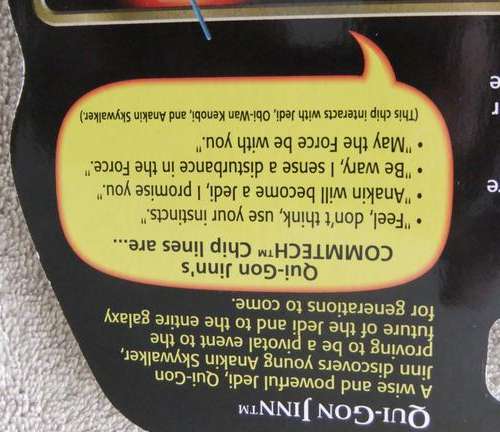 QUI-GON JINN™
A wise and powerful Jedi, Qui-Gon
Jinn discovers young Anakin Skywalker,
proving to be a pivotal event to the
future of the Jedi and to the entire galaxy
for generations to come.
Qui-Gon Jinn's
COMMTECH™ Chip lines are...
• "Feel, don't think, use your instincts."
• "Anakin will become a Jedi, I promise you."
• "Be wary, I sense a disturbance in the Force."
• "May the Force be with you."
(This chip interacts with Jedi, Obi-Wan Kenobi, and Anakin Skywalker.)